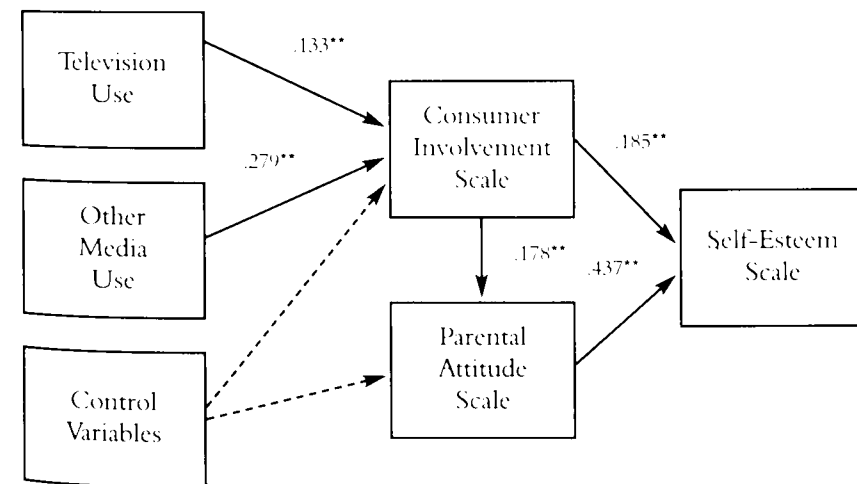 Television
Use
.133**
Consumer
Involvement
Scale
.279**
.185**
Other
Media
Use
Self-Esteem
Scale
.178**
.437**
Parental
Attitude
Scale
Control
Variables